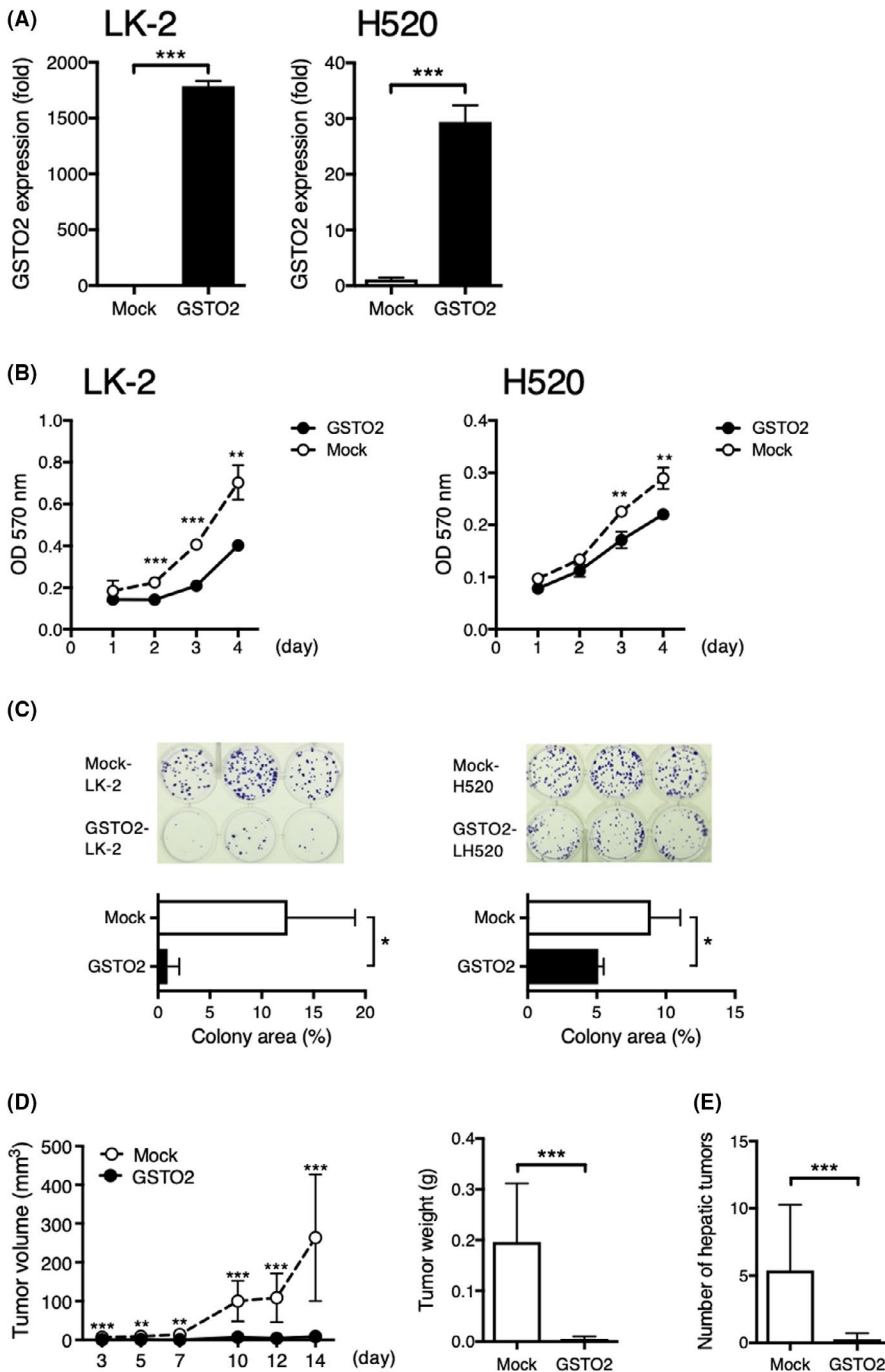 (A)
LK-2
H520
GSTO2 expression (fold)
2000
1500
1000
500
0
***
Mock
GSTO2
GSTO2 expression (fold)
40
30
20
10
0
***
Mock
GSTO2
(B)
LK-2
H520
OD 570 nm
1.0
0.8
0.6
0.4
0.2
0.0
***
***
**
0
1
2
3
4
(day)
GSTO2
Mock
OD 570 nm
0.4
0.3
0.2
0.1
0.0
**
**
0
1
2
3
4
(day)
GSTO2
Mock
(C)
Mock-
LK-2
GSTO2-
LK-2
Mock
GSTO2
*
0
5
10
15
20
Colony area (%)
Mock-
H520
GSTO2-
LH520
Mock
GSTO2
*
0
5
10
15
Colony area (%)
(D)
Tumor volume (mm³)
500
400
300
200
100
0
Mock
GSTO2
***
**
**
***
***
***
3
5
7
10
12
14
(day)
Tumor weight (g)
0.4
0.3
0.2
0.1
0.0
***
Mock
GSTO2
(E)
Number of hepatic tumors
15
10
5
0
***
Mock
GSTO2